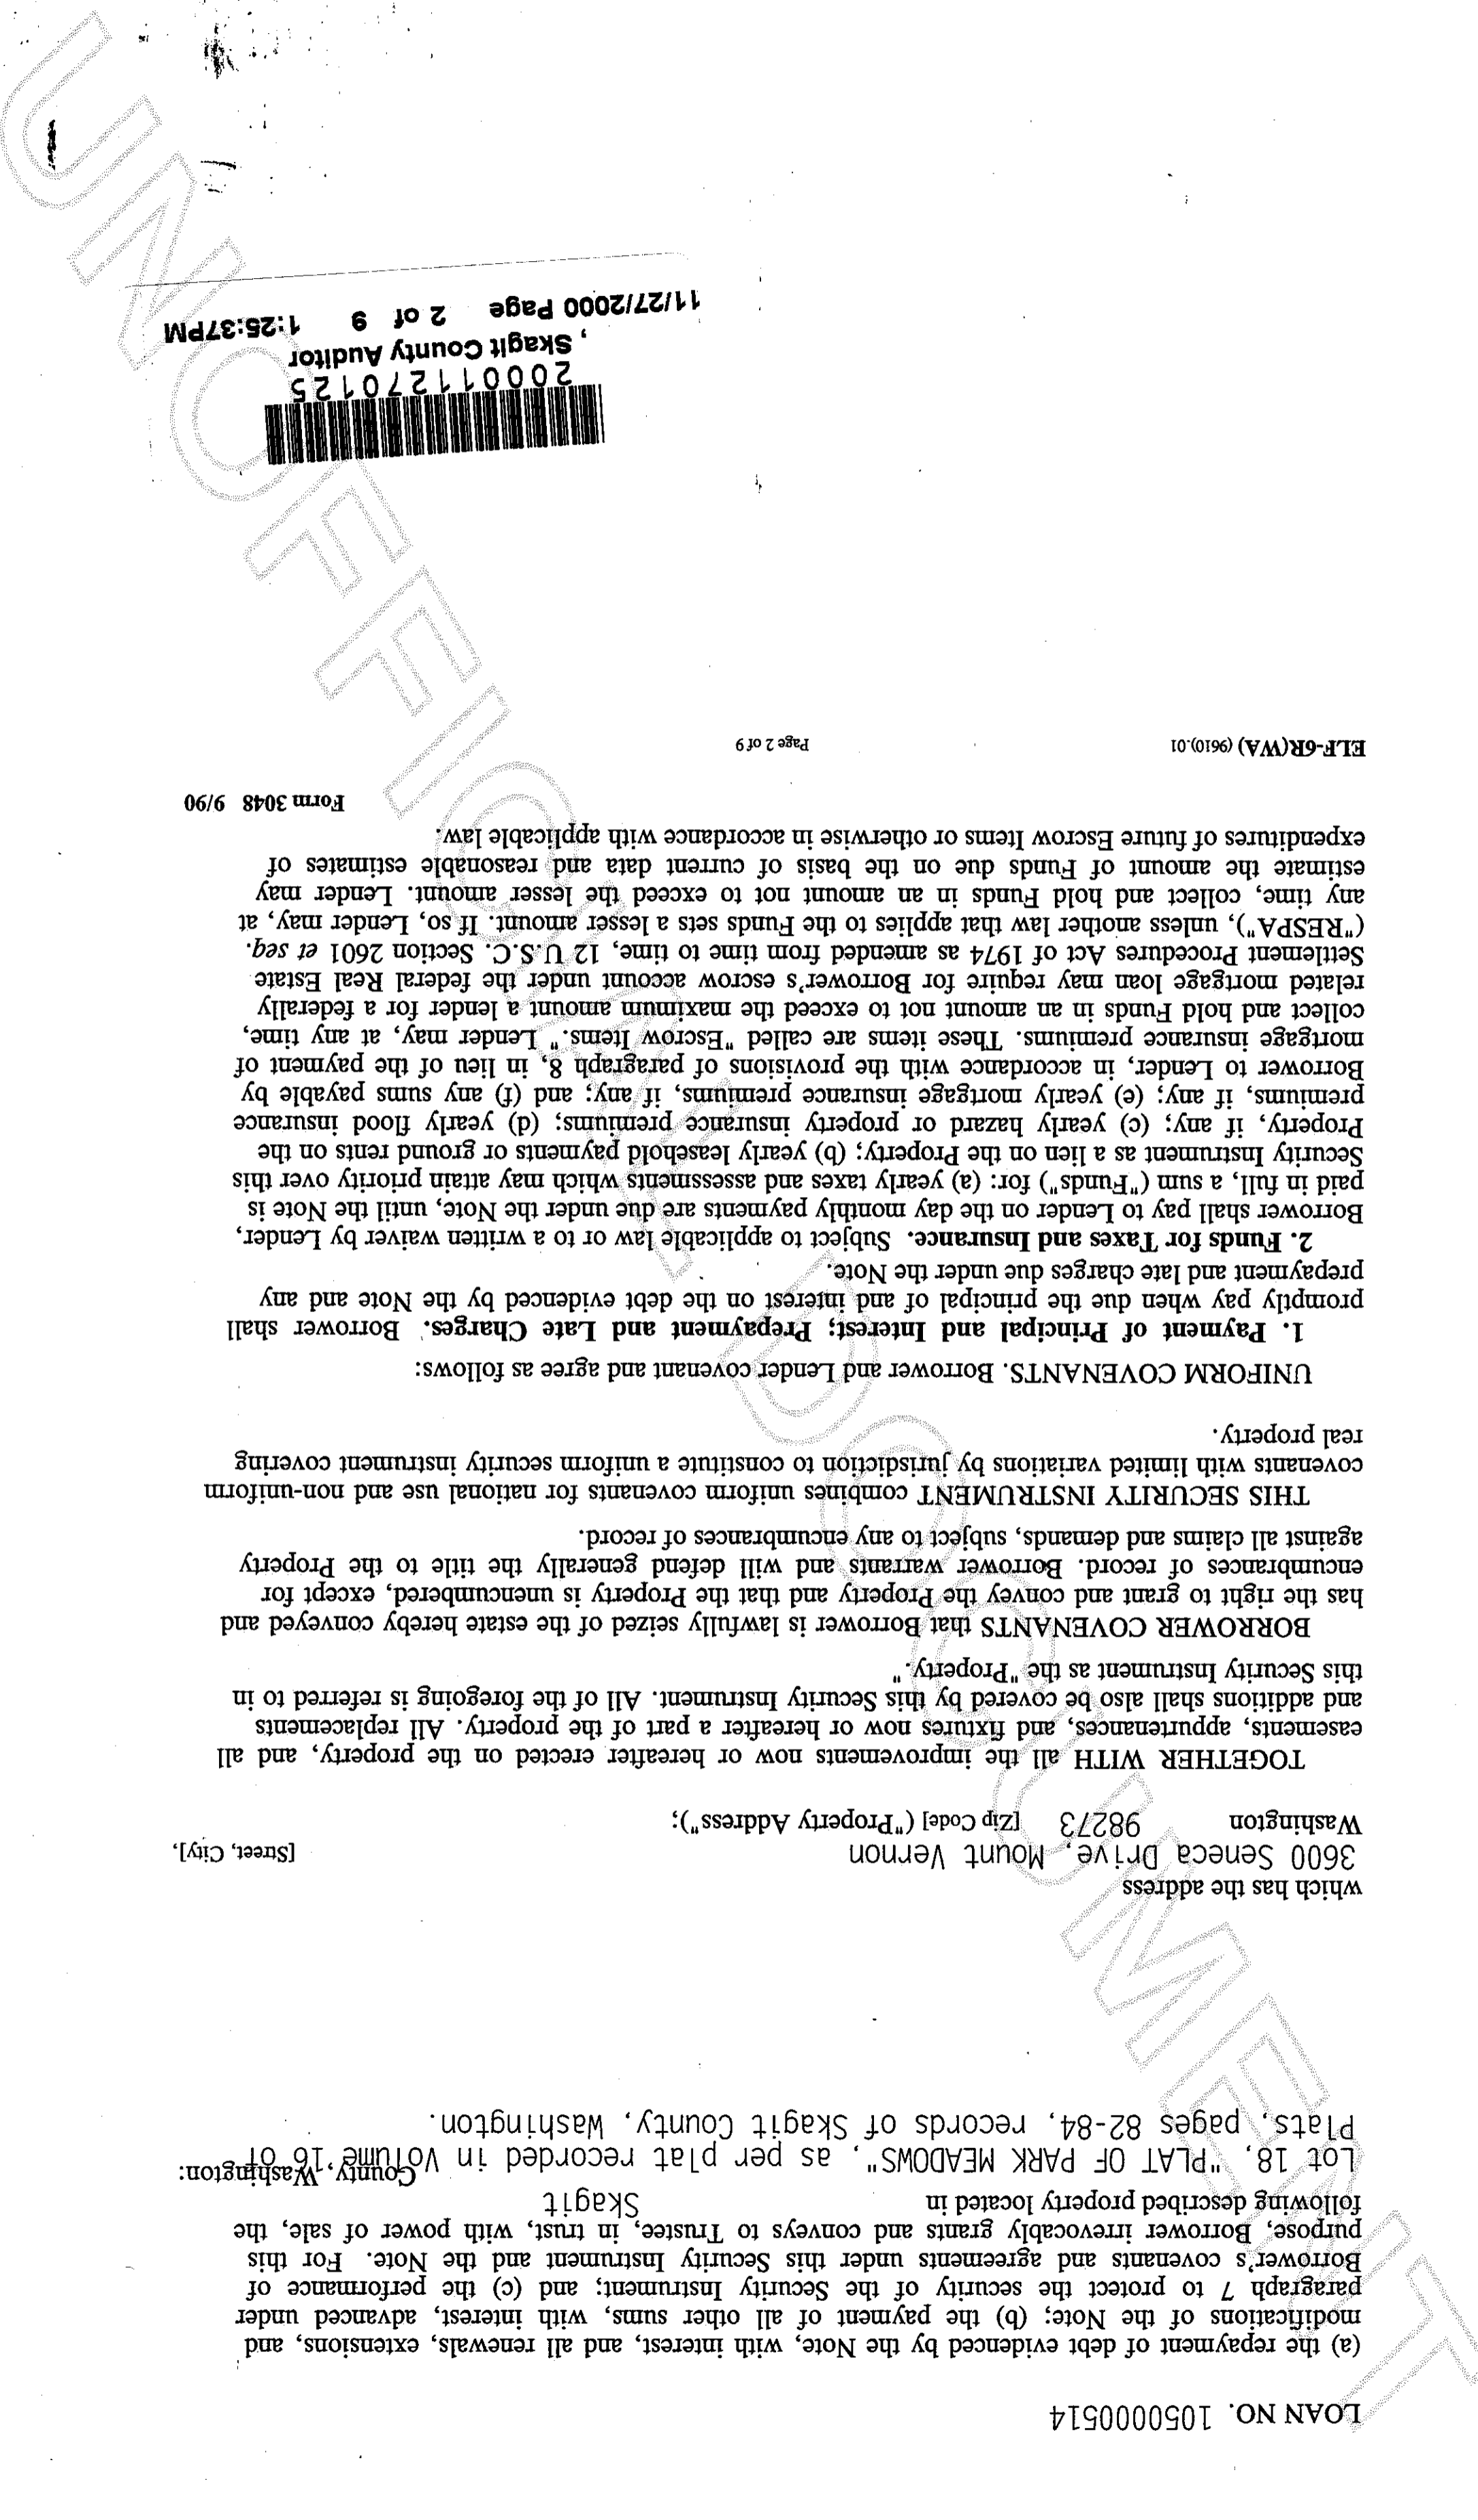 LOAN NO. 1050000514
(a) the repayment of debt evidenced by the Note, with interest, and all renewals, extensions, and
modifications of the Note; (b) the payment of all other sums, with interest, advanced under
paragraph 7 to protect the security of the Security Instrument; and (c) the performance of
Borrower's covenants and agreements under this Security Instrument and the Note. For this
purpose, Borrower irrevocably grants and conveys to Trustee, in trust, with power of sale, the
following described property located in Skagit County, Washington:
Lot 18, "PLAT OF PARK MEADOWS", as per plat recorded in Volume 16 of
Plats, pages 82-84, records of Skagit County, Washington.
which has the address
3600 Seneca Drive, Mount Vernon [Street, City],
Washington 98273 [Zip Code] ("Property Address");
TOGETHER WITH all the improvements now or hereafter erected on the property, and all
easements, appurtenances, and fixtures now or hereafter a part of the property. All replacements
and additions shall also be covered by this Security Instrument. All of the foregoing is referred to in
this Security Instrument as the "Property."
BORROWER COVENANTS that Borrower is lawfully seized of the estate hereby conveyed and
has the right to grant and convey the Property and that the Property is unencumbered, except for
encumbrances of record. Borrower warrants and will defend generally the title to the Property
against all claims and demands, subject to any encumbrances of record.
THIS SECURITY INSTRUMENT combines uniform covenants for national use and non-uniform
covenants with limited variations by jurisdiction to constitute a uniform security instrument covering
real property.
UNIFORM COVENANTS. Borrower and Lender covenant and agree as follows:
1. Payment of Principal and Interest; Prepayment and Late Charges. Borrower shall
promptly pay when due the principal of and interest on the debt evidenced by the Note and any
prepayment and late charges due under the Note.
2. Funds for Taxes and Insurance. Subject to applicable law or to a written waiver by Lender,
Borrower shall pay to Lender on the day monthly payments are due under the Note, until the Note is
paid in full, a sum ("Funds") for: (a) yearly taxes and assessments which may attain priority over this
Security Instrument as a lien on the Property; (b) yearly leasehold payments or ground rents on the
Property, if any; (c) yearly hazard or property insurance premiums; (d) yearly flood insurance
premiums, if any; (e) yearly mortgage insurance premiums, if any; and (f) any sums payable by
Borrower to Lender, in accordance with the provisions of paragraph 8, in lieu of the payment of
mortgage insurance premiums. These items are called "Escrow Items." Lender may, at any time,
collect and hold Funds in an amount not to exceed the maximum amount a lender for a federally
related mortgage loan may require for Borrower's escrow account under the federal Real Estate
Settlement Procedures Act of 1974 as amended from time to time, 12 U.S.C. Section 2601 et seq.
("RESPA"), unless another law that applies to the Funds sets a lesser amount. If so, Lender may, at
any time, collect and hold Funds in an amount not to exceed the lesser amount. Lender may
estimate the amount of Funds due on the basis of current data and reasonable estimates of
expenditures of future Escrow Items or otherwise in accordance with applicable law.
Form 3048 9/90
ELF-6R(WA) (9610).01 Page 2 of 9
200011270125
, Skagit County Auditor
11/27/2000 Page 2 of 9 1:25:37PM
UNOFFICIAL DOCUMENT